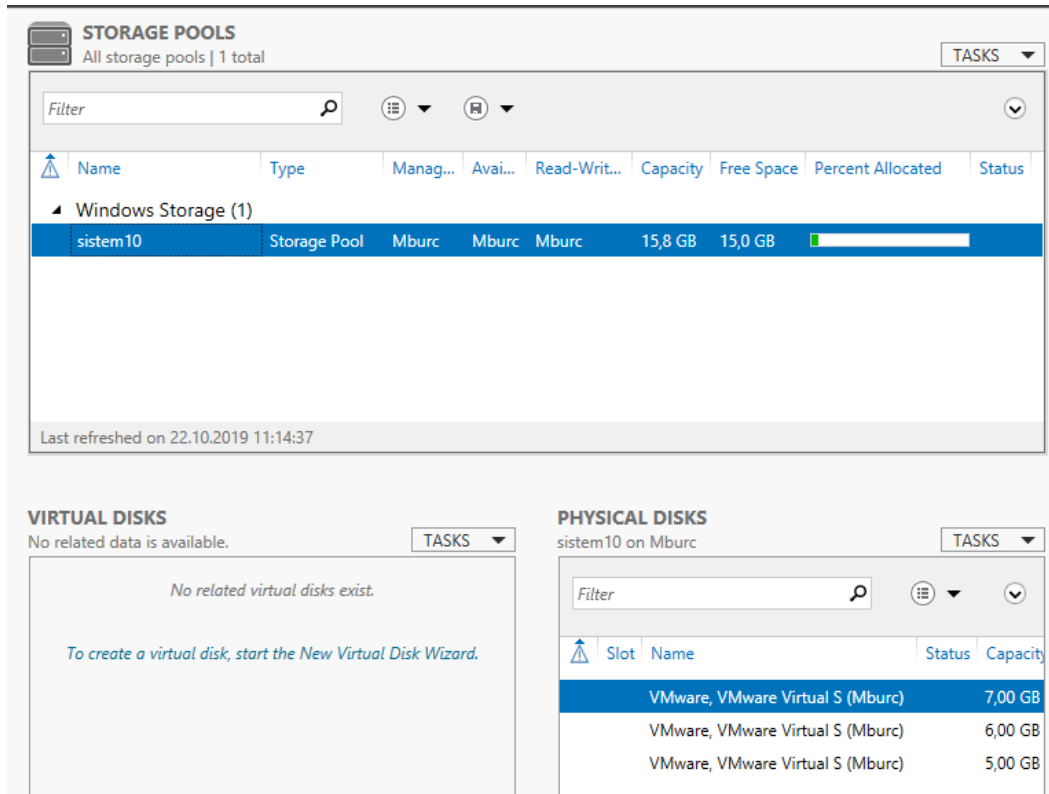 STORAGE POOLS
All storage pools | 1 total
TASKS
Filter
Name Type Manag... Avai... Read-Writ... Capacity Free Space Percent Allocated Status
Windows Storage (1)
sistem10 Storage Pool Mburc Mburc Mburc 15,8 GB 15,0 GB
Last refreshed on 22.10.2019 11:14:37
VIRTUAL DISKS
No related data is available.
TASKS
No related virtual disks exist.
To create a virtual disk, start the New Virtual Disk Wizard.
PHYSICAL DISKS
sistem10 on Mburc
TASKS
Filter
Slot Name Status Capacity
VMware, VMware Virtual S (Mburc) 7,00 GB
VMware, VMware Virtual S (Mburc) 6,00 GB
VMware, VMware Virtual S (Mburc) 5,00 GB